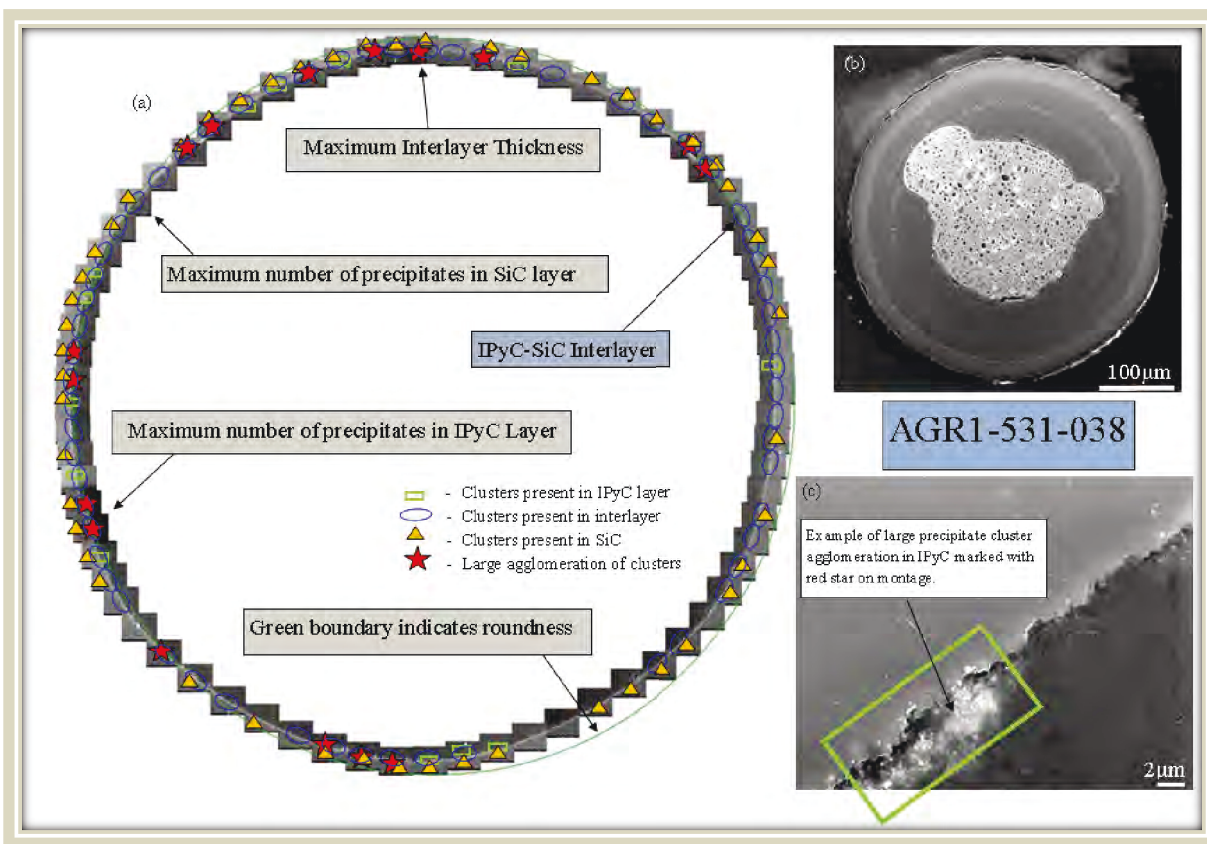 (a)
Maximum Interlayer Thickness
Maximum number of precipitates in SiC layer
IPyC-SiC Interlayer
Maximum number of precipitates in IPyC Layer
- Clusters present in IPyC layer
- Clusters present in interlayer
- Clusters present in SiC
- Large agglomeration of clusters
Green boundary indicates roundness
(b)
100µm
AGR1-531-038
(c)
Example of large precipitate cluster
agglomeration in IPyC marked with
red star on montage.
2µm